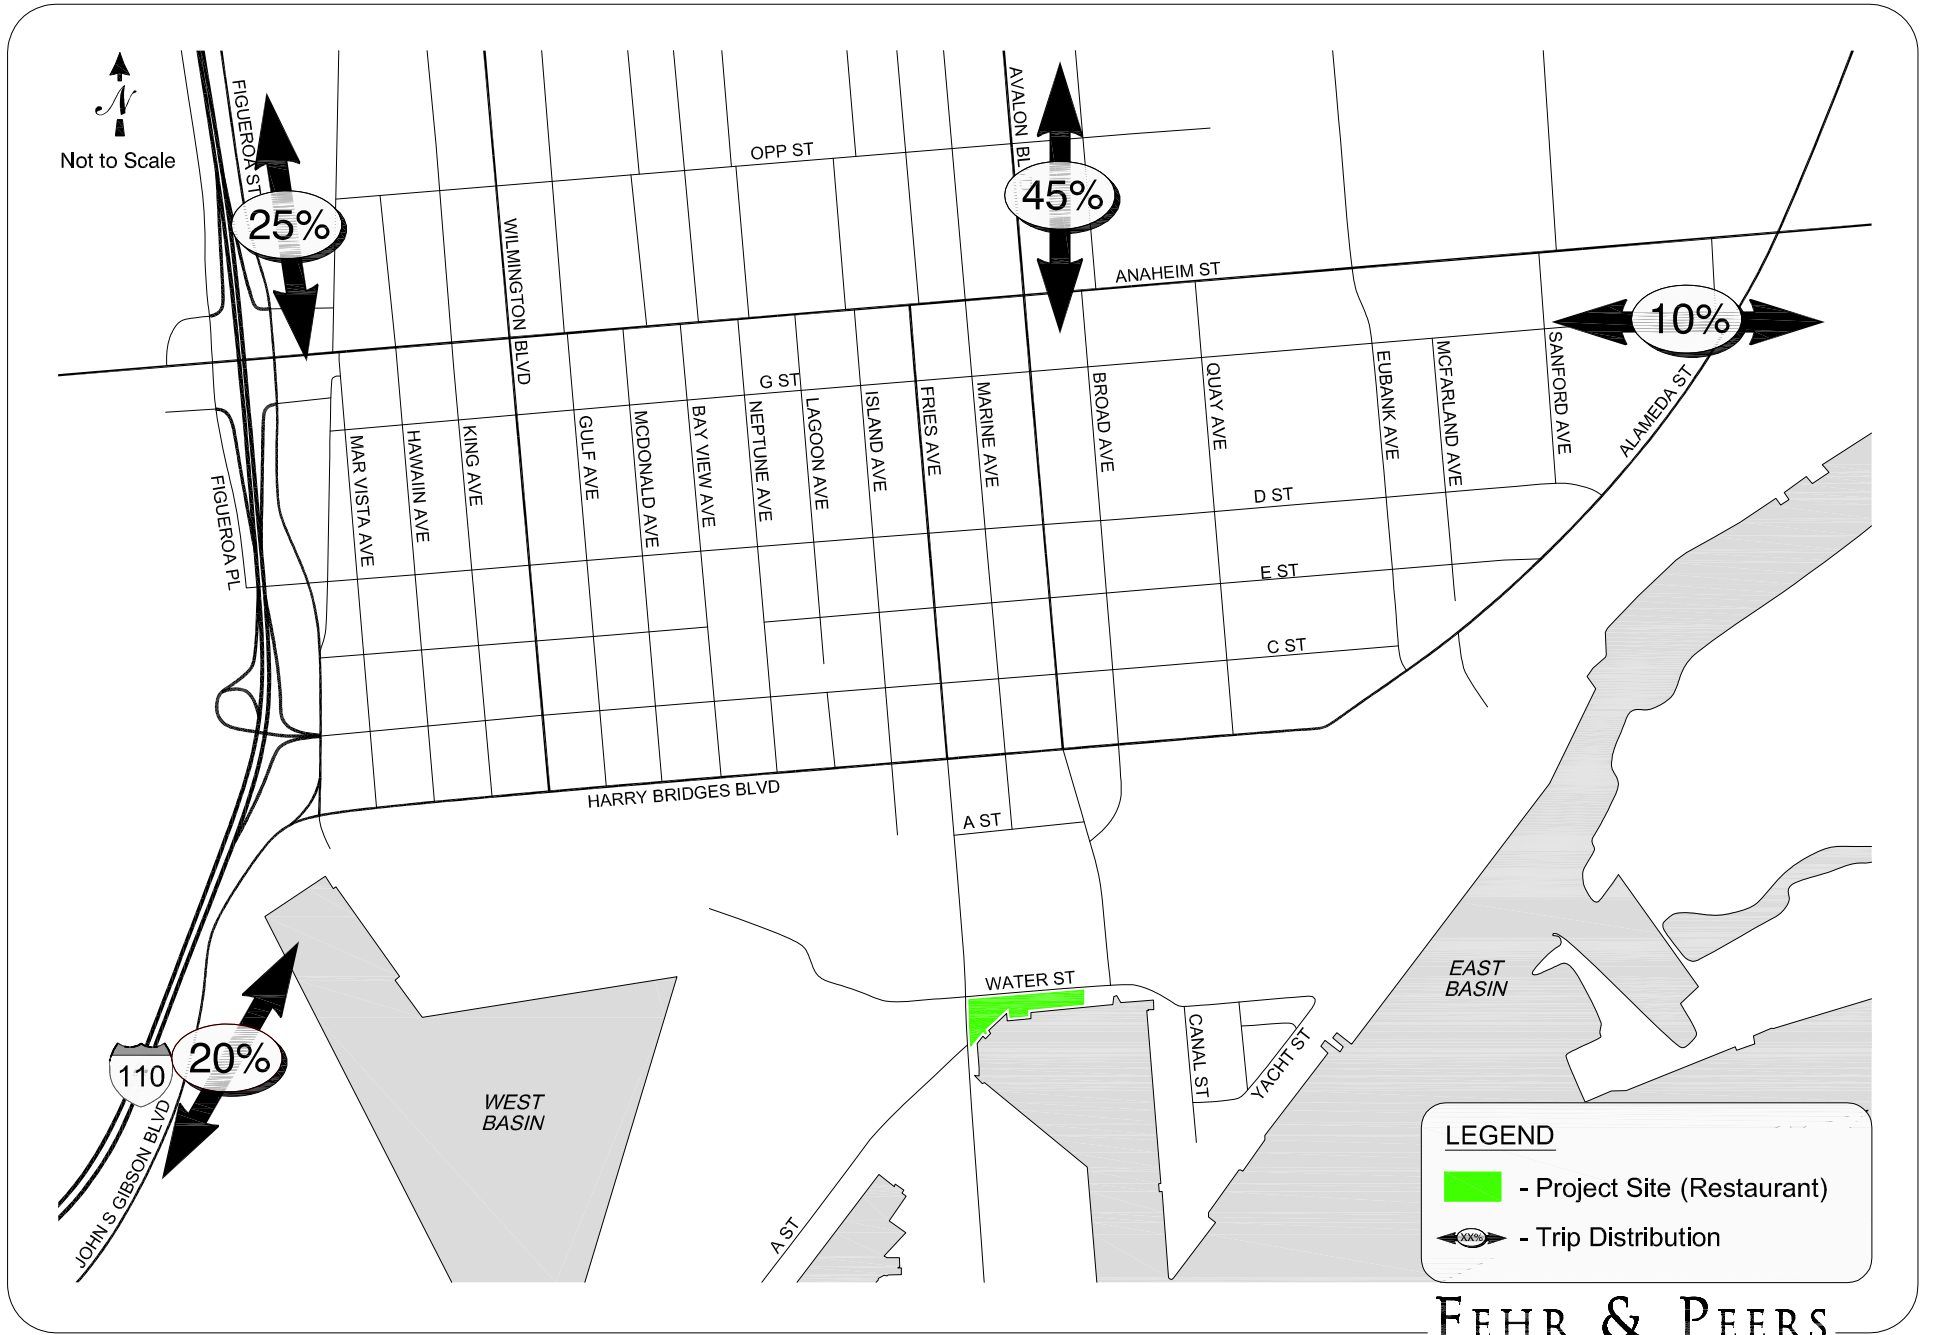 N
Not to Scale
FIGUEROA ST
25%
OPP ST
AVALON BL
45%
WILMINGTON BLVD
ANAHEIM ST
10%
G ST
FIGUEROA PL
MAR VISTA AVE
HAWAIIN AVE
KING AVE
GULF AVE
MCDONALD AVE
BAY VIEW AVE
NEPTUNE AVE
LAGOON AVE
ISLAND AVE
FRIES AVE
MARINE AVE
BROAD AVE
QUAY AVE
EUBANK AVE
MCFARLAND AVE
SANFORD AVE
ALAMEDA ST
D ST
E ST
C ST
HARRY BRIDGES BLVD
A ST
WATER ST
CANAL ST
YACHT ST
EAST
BASIN
WEST
BASIN
20%
110
JOHN S GIBSON BLVD
A ST
LEGEND
- Project Site (Restaurant)
XX%
- Trip Distribution
FEHR & PEERS